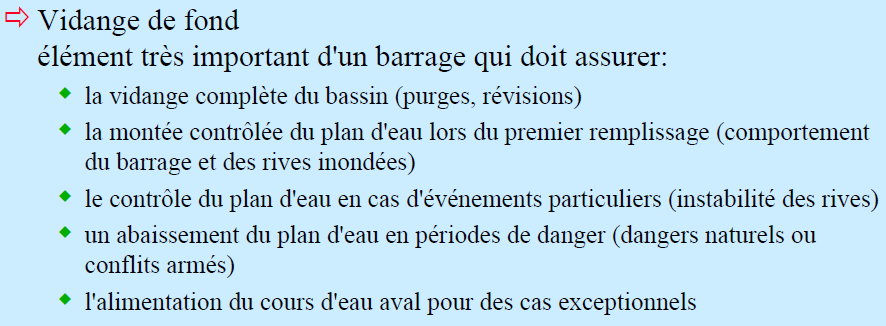 Vidange de fond
élément très important d'un barrage qui doit assurer:
la vidange complète du bassin (purges, révisions)
la montée contrôlée du plan d'eau lors du premier remplissage (comportement
du barrage et des rives inondées)
le contrôle du plan d'eau en cas d'événements particuliers (instabilité des rives)
un abaissement du plan d'eau en périodes de danger (dangers naturels ou
conflits armés)
l'alimentation du cours d'eau aval pour des cas exceptionnels